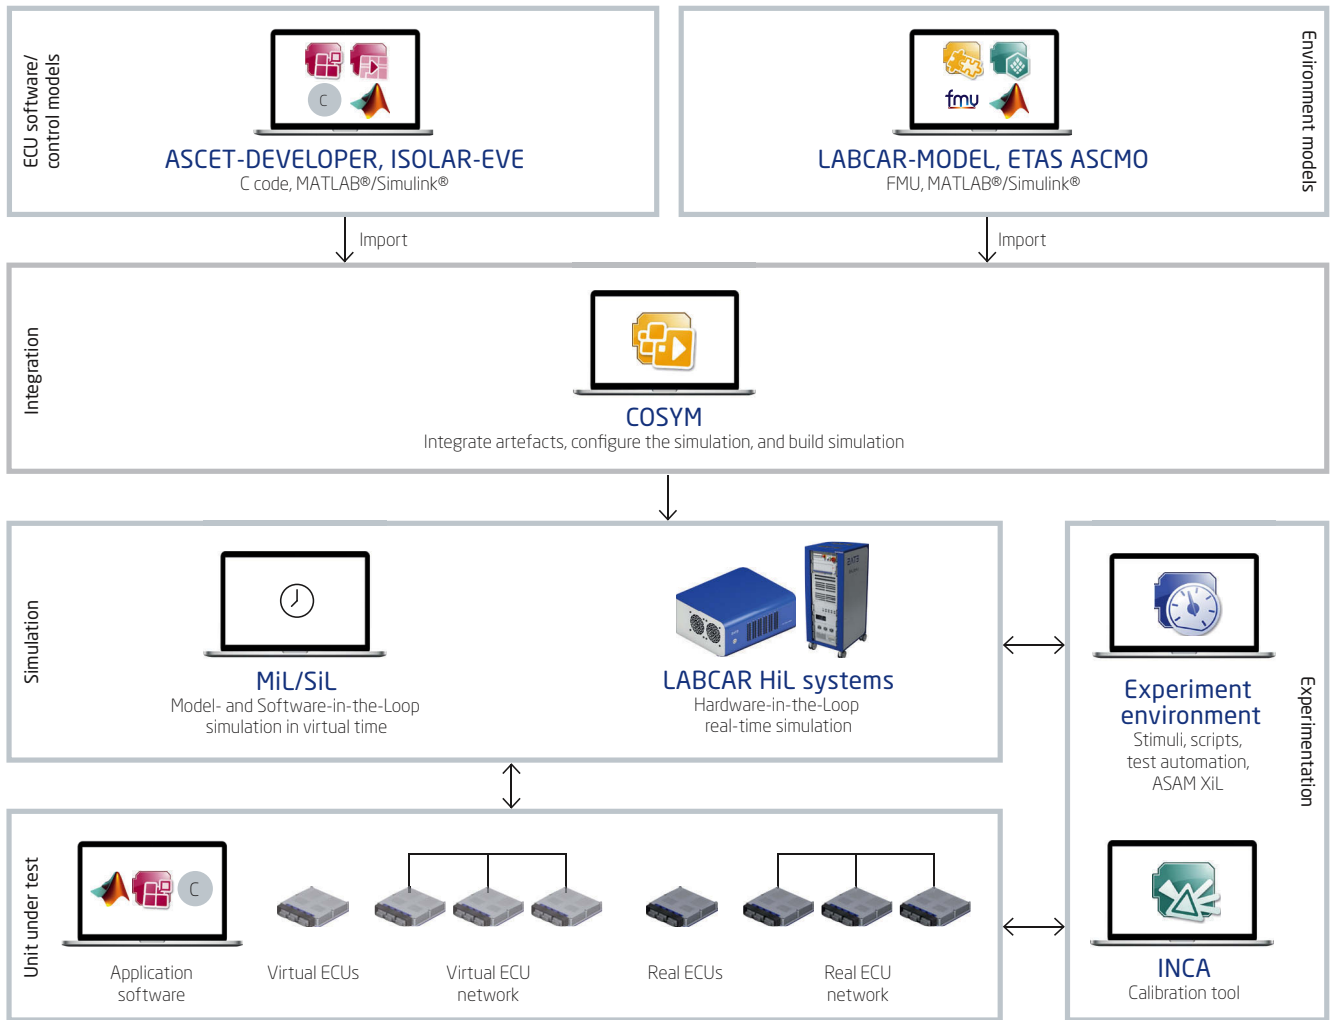 ECU software/
control models
C
ASCET-DEVELOPER, ISOLAR-EVE
C code, MATLAB®/Simulink®
fmu
LABCAR-MODEL, ETAS ASCMO
FMU, MATLAB®/Simulink®
Environment models
Import
Import
Integration
COSYM
Integrate artefacts, configure the simulation, and build simulation
Simulation
MiL/SiL
Model- and Software-in-the-Loop
simulation in virtual time
LABCAR HiL systems
Hardware-in-the-Loop
real-time simulation
Experiment
environment
Stimuli, scripts,
test automation,
ASAM XiL
Experimentation
Unit under test
C
Application
software
Virtual ECUs
Virtual ECU
network
Real ECUs
Real ECU
network
INCA
Calibration tool